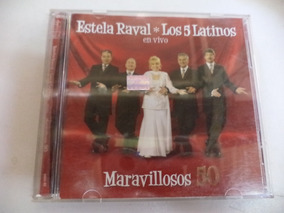 Estela Raval * Los 5 Latinos
en vivo
Maravillosos 50